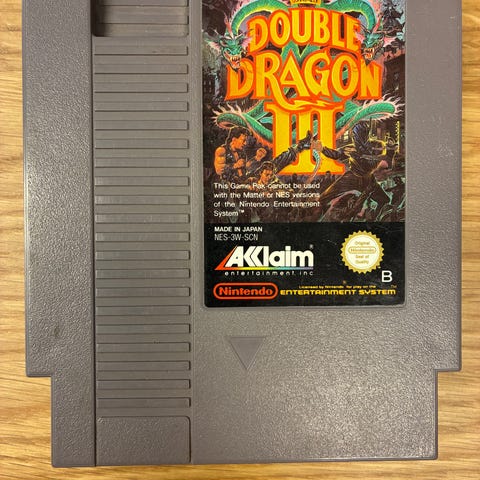 DOUBLE
DRAGON
III
This Game Pak cannot be used
with the Mattel or NES versions
of the Nintendo Entertainment
System™
MADE IN JAPAN
NES-3W-SCN
AKKlaim
entertainment, inc
Original
Nintendo
Seal of
Quality
B
Nintendo
Licensed by Nintendo for play on the
ENTERTAINMENT SYSTEM™